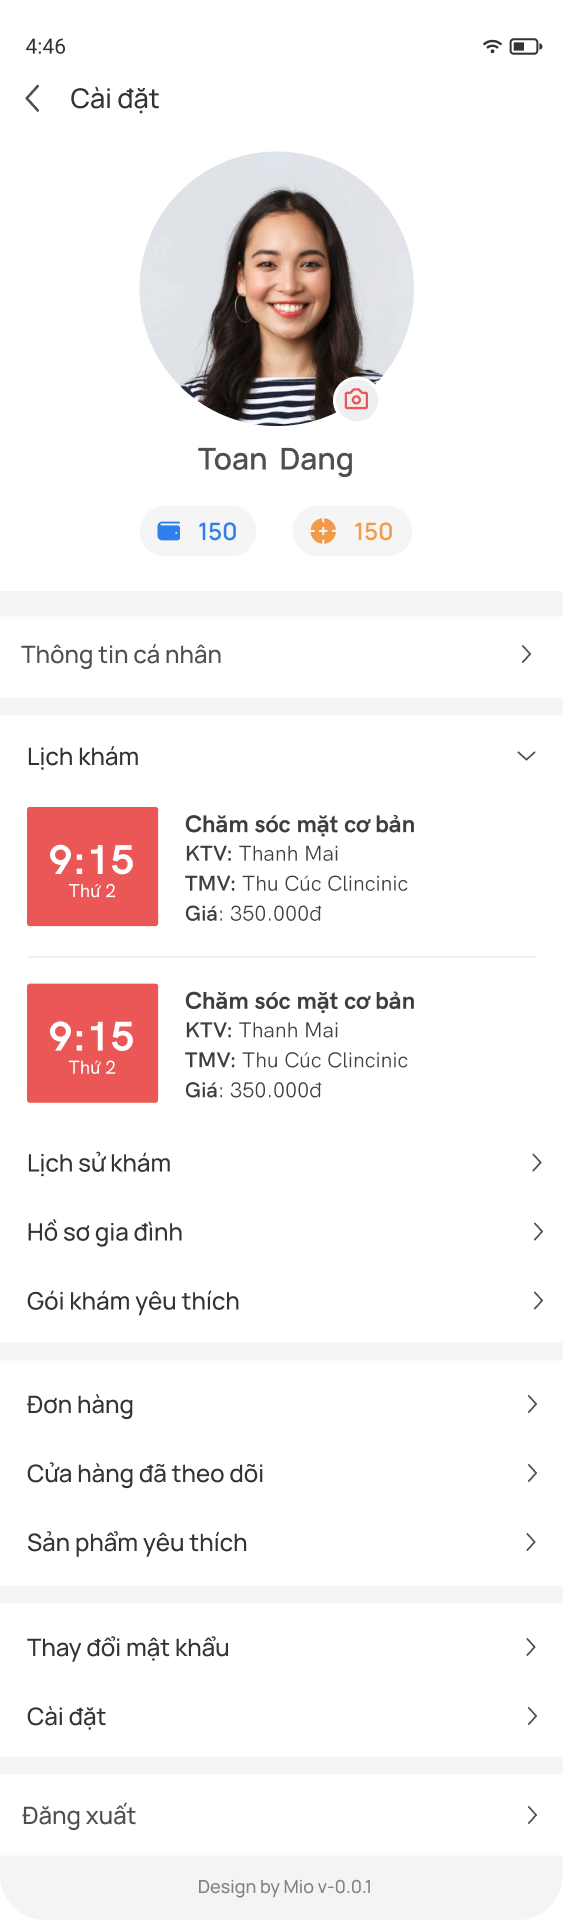 4:46
Cài đặt
Toan Dang
150 150
Thông tin cá nhân
Lịch khám
9:15
Thứ 2
Chăm sóc mặt cơ bản
KTV: Thanh Mai
TMV: Thu Cúc Clincinic
Giá: 350.000đ
9:15
Thứ 2
Chăm sóc mặt cơ bản
KTV: Thanh Mai
TMV: Thu Cúc Clincinic
Giá: 350.000đ
Lịch sử khám
Hồ sơ gia đình
Gói khám yêu thích
Đơn hàng
Cửa hàng đã theo dõi
Sản phẩm yêu thích
Thay đổi mật khẩu
Cài đặt
Đăng xuất
Design by Mio v-0.0.1